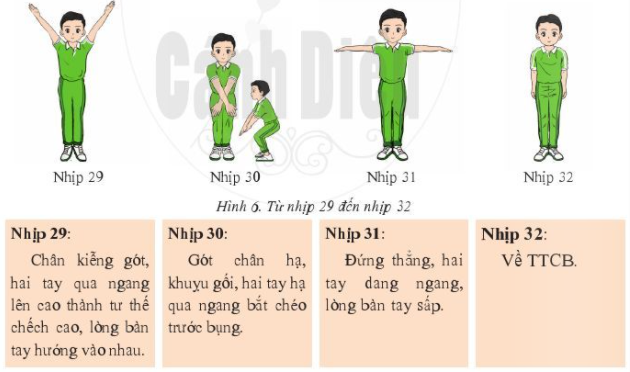 Cánh Diều
Nhịp 29 Nhịp 30 Nhịp 31 Nhịp 32
Hình 6. Từ nhịp 29 đến nhịp 32
Nhịp 29:
Chân kiễng gót,
hai tay qua ngang
lên cao thành tư thế
chếch cao, lòng bàn
tay hướng vào nhau.
Nhịp 30:
Gót chân hạ,
khuỵu gối, hai tay hạ
qua ngang bắt chéo
trước bụng.
Nhịp 31:
Đứng thẳng, hai
tay dang ngang,
lòng bàn tay sấp.
Nhịp 32:
Về TTCB.